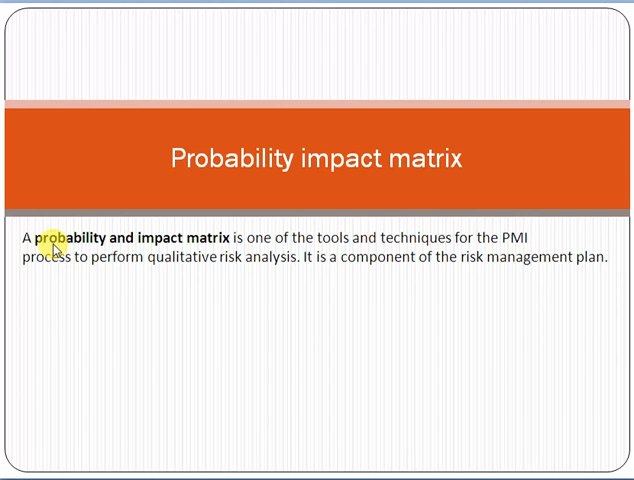 Probability impact matrix
A probability and impact matrix is one of the tools and techniques for the PMI
process to perform qualitative risk analysis. It is a component of the risk management plan.